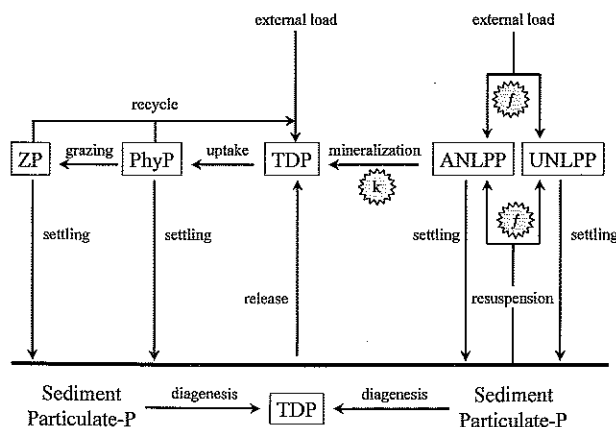 external load
external load
f
recycle
ZP
grazing
PhyP
uptake
TDP
mineralization
k
ANLPP
UNLPP
f
settling
settling
settling
settling
release
resuspension
Sediment
Particulate-P
diagenesis
TDP
diagenesis
Sediment
Particulate-P